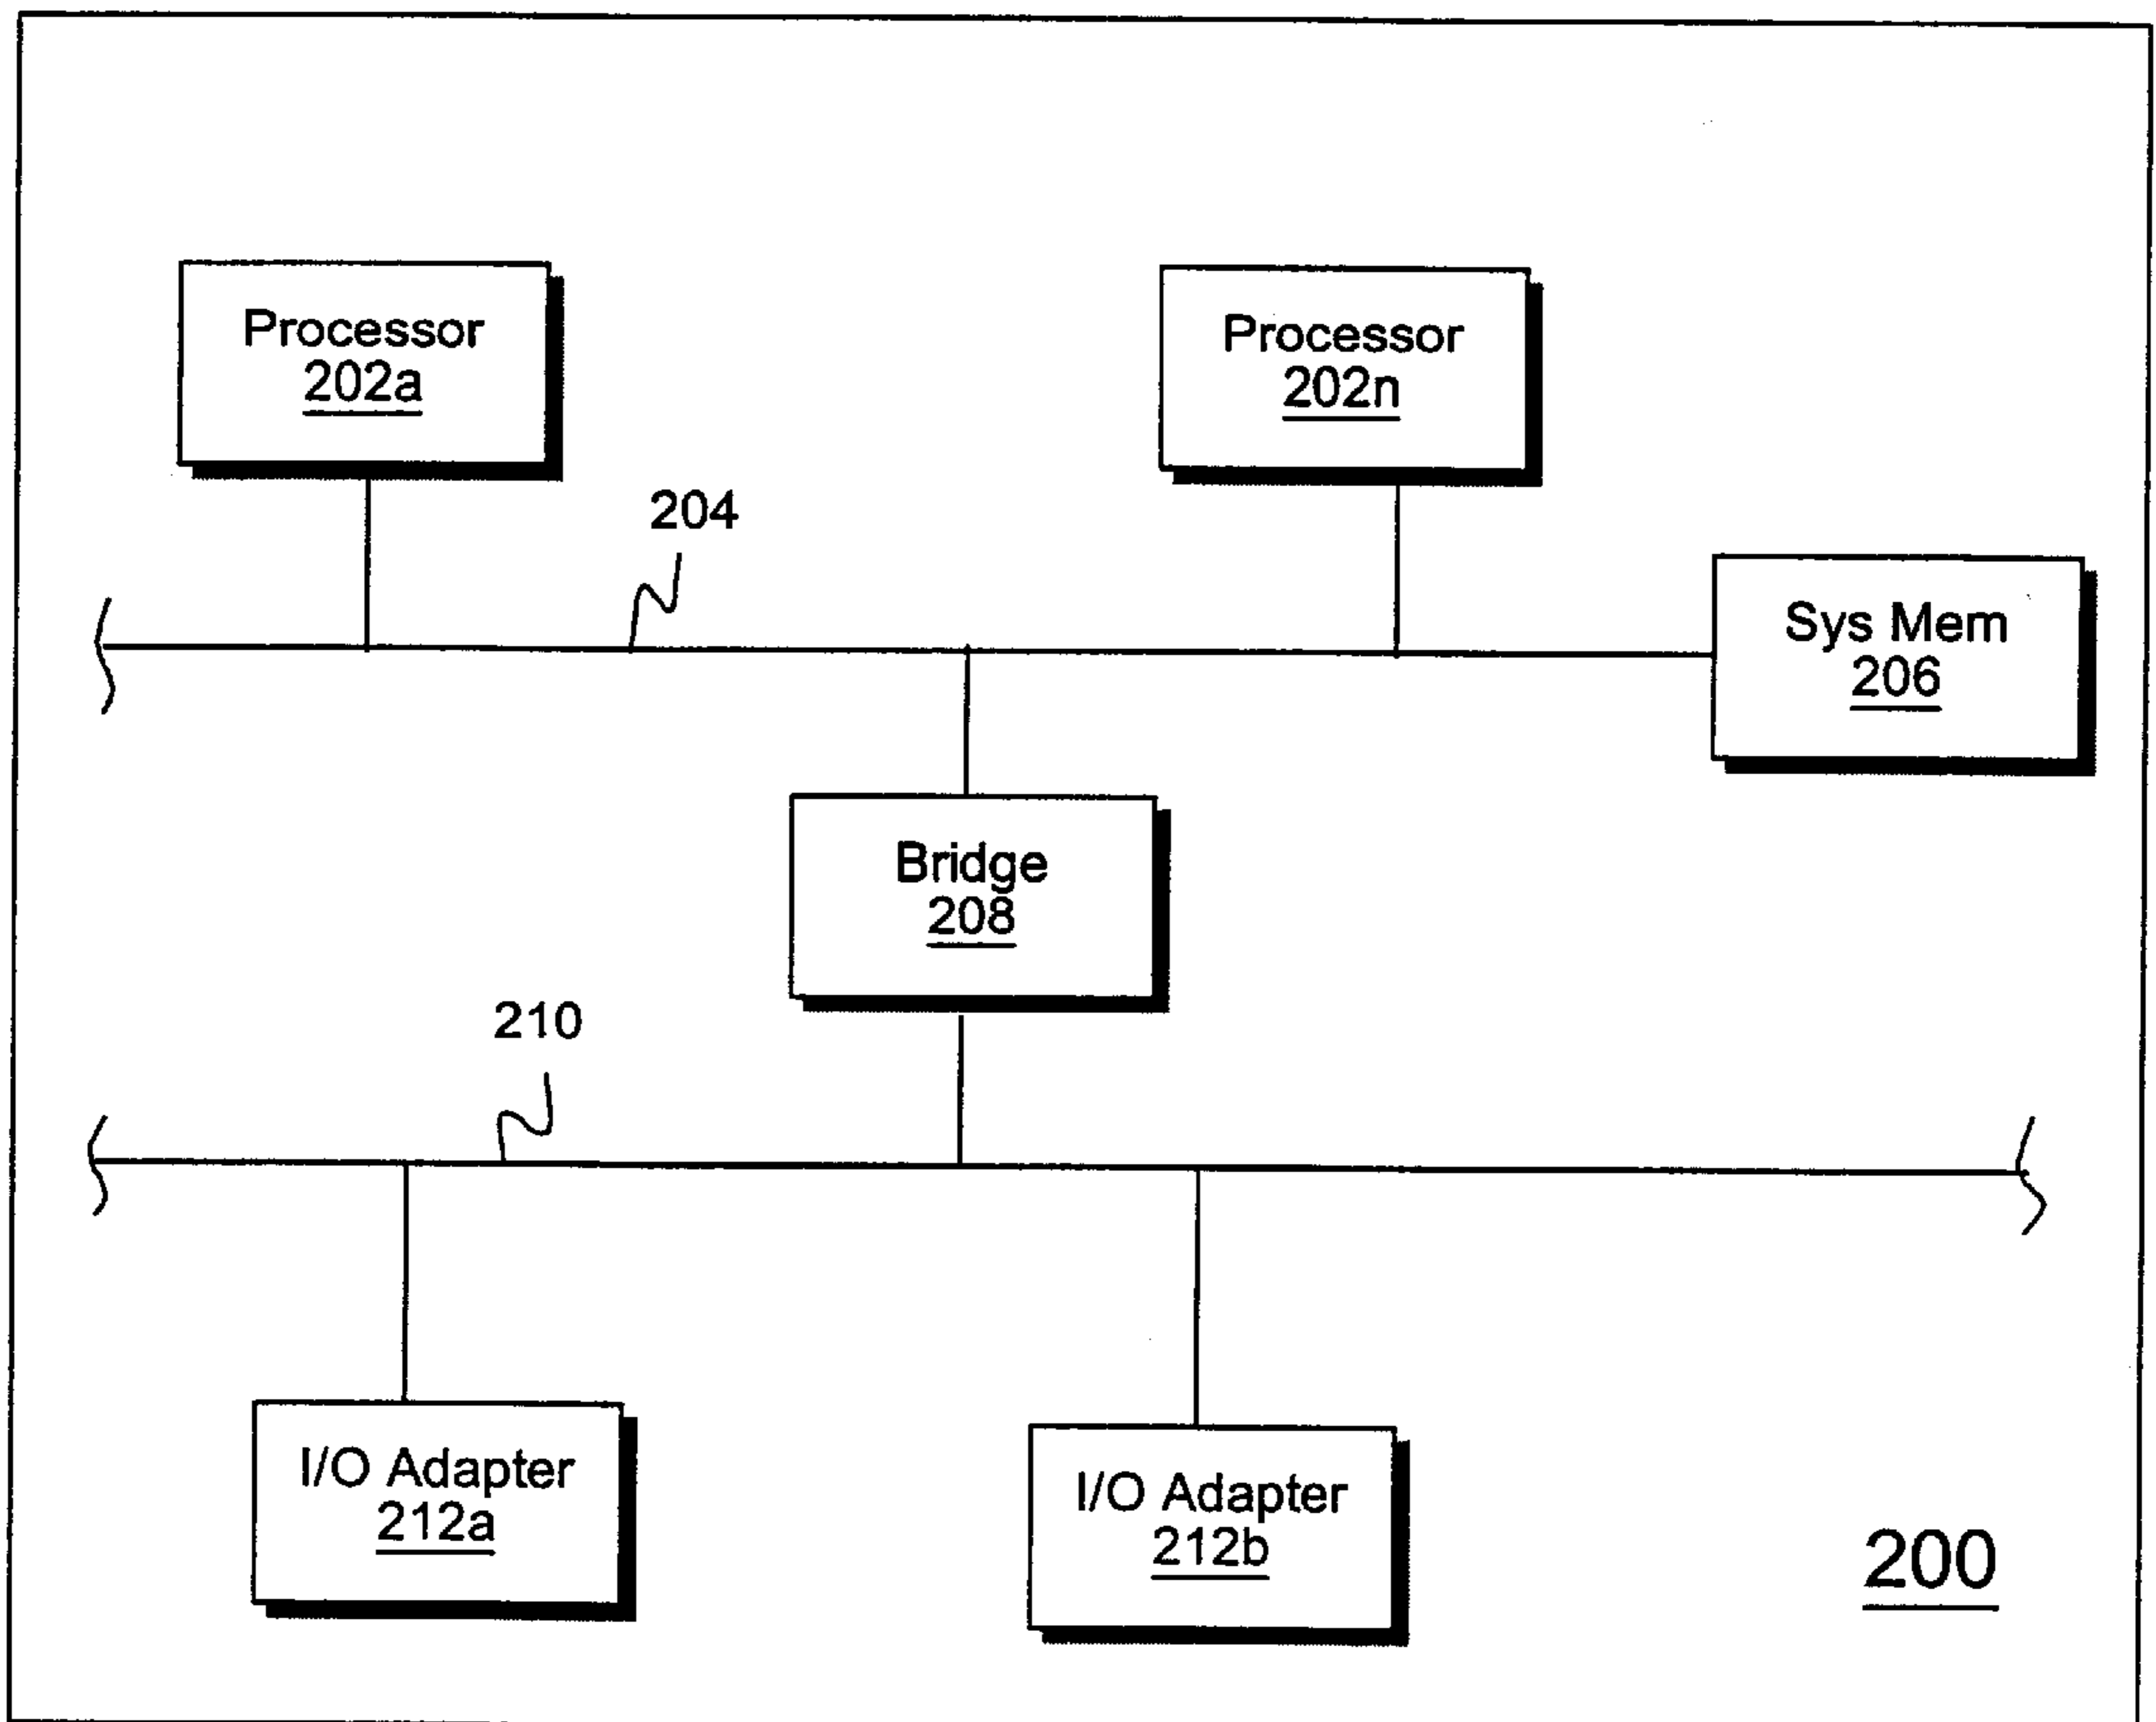 Processor
202a
Processor
202n
204
Sys Mem
206
Bridge
208
210
I/O Adapter
212a
I/O Adapter
212b
200